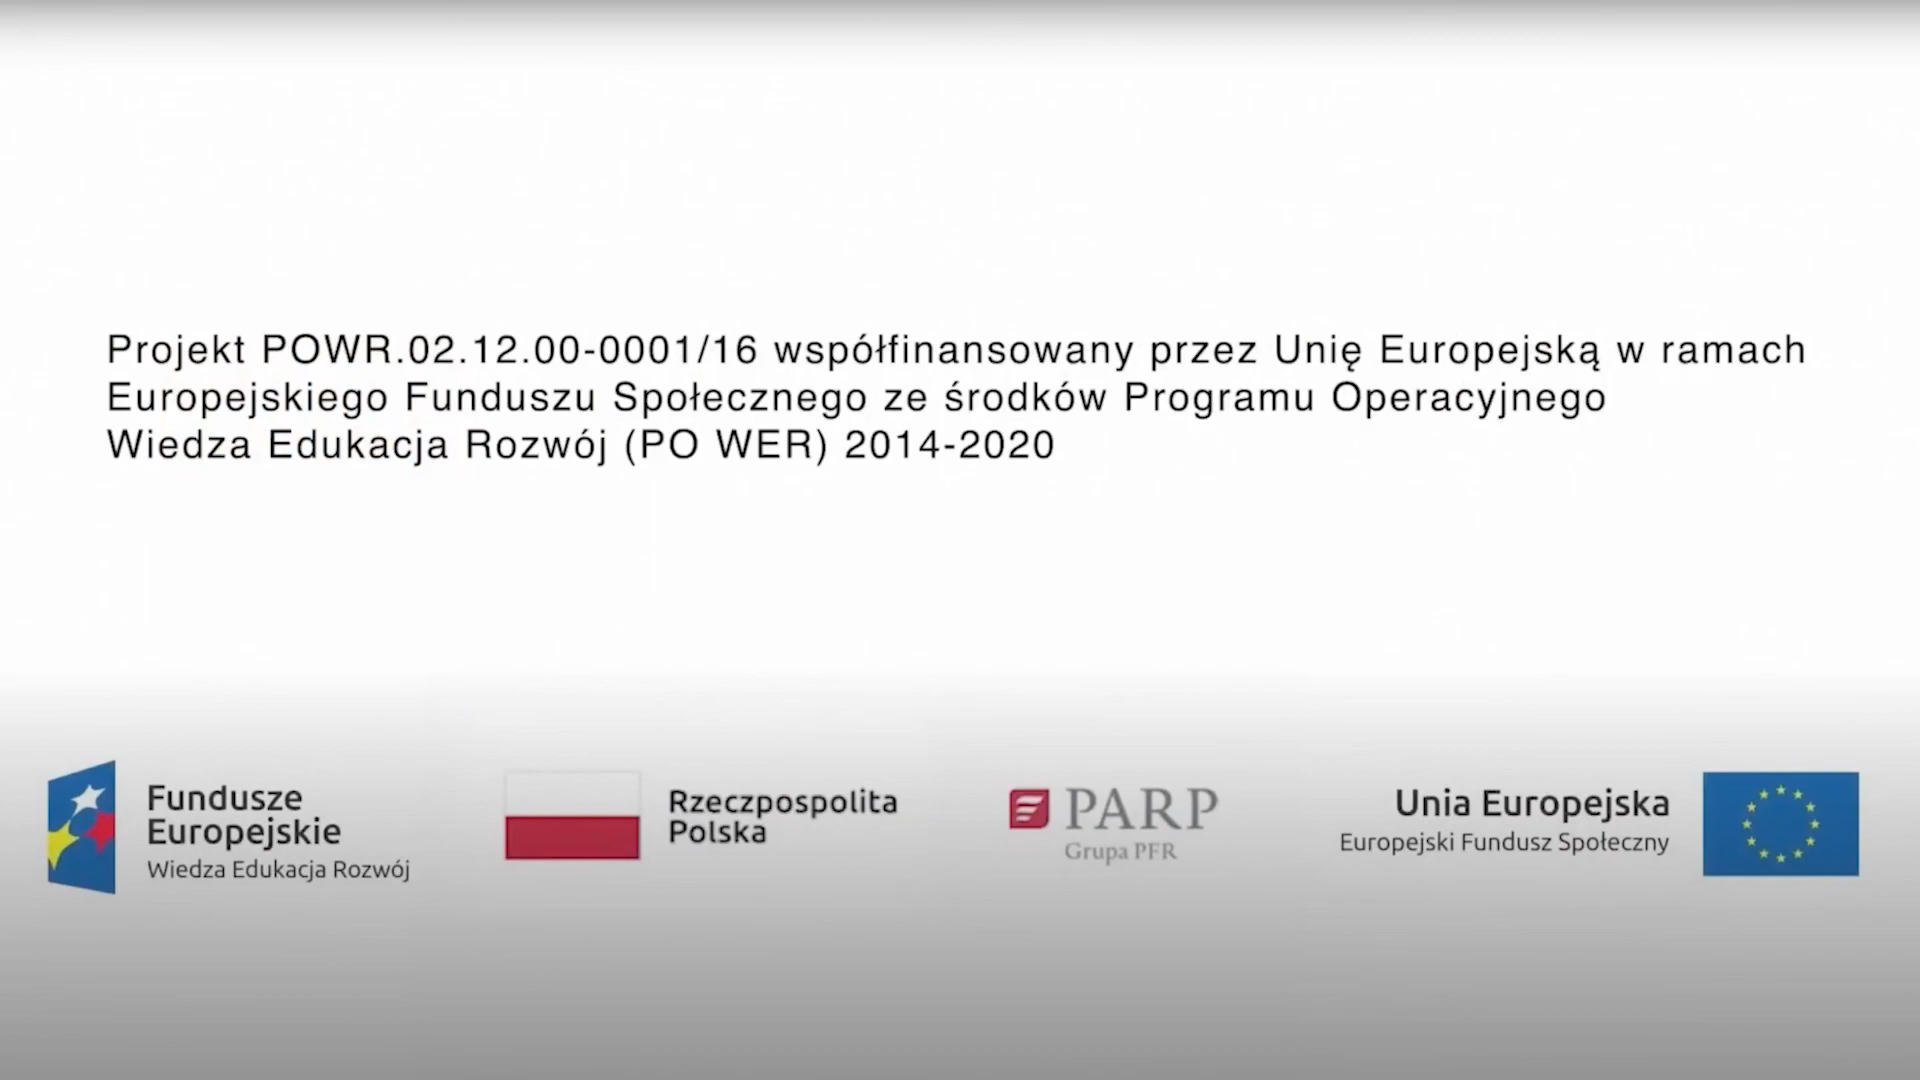 Projekt POWR.02.12.00-0001/16 współfinansowany przez Unię Europejską w ramach
Europejskiego Funduszu Społecznego ze środków Programu Operacyjnego
Wiedza Edukacja Rozwój (PO WER) 2014-2020
Fundusze
Europejskie
Wiedza Edukacja Rozwój
Rzeczpospolita
Polska
PARP
Grupa PFR
Unia Europejska
Europejski Fundusz Społeczny